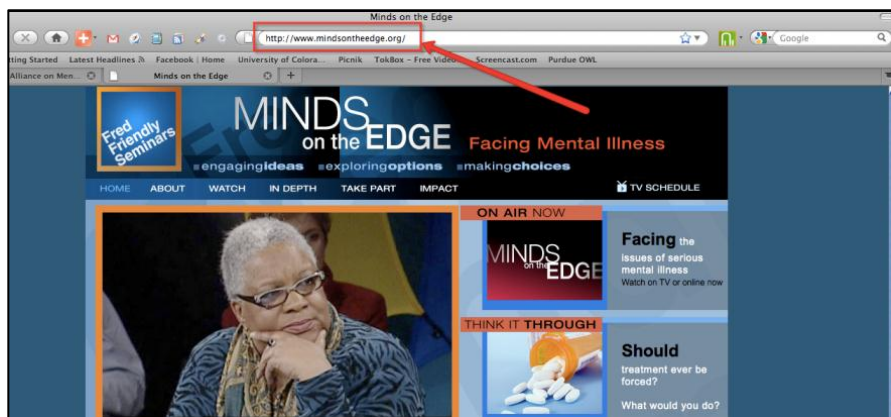 Minds on the Edge
http://www.mindsontheedge.org/
Google
tting Started Latest Headlines Facebook | Home University of Colora... Picnik TokBox - Free Video... Screencast.com Purdue OWL
Alliance on Men... Minds on the Edge
Fred
Friendly
Seminars
MINDS
on the EDGE Facing Mental Illness
engagingideas exploringoptions makingchoices
HOME ABOUT WATCH IN DEPTH TAKE PART IMPACT TV SCHEDULE
ON AIR NOW
MINDS
on the EDGE
Facing the
issues of serious
mental illness
Watch on TV or online now
THINK IT THROUGH
Should
treatment ever be
forced?
What would you do?